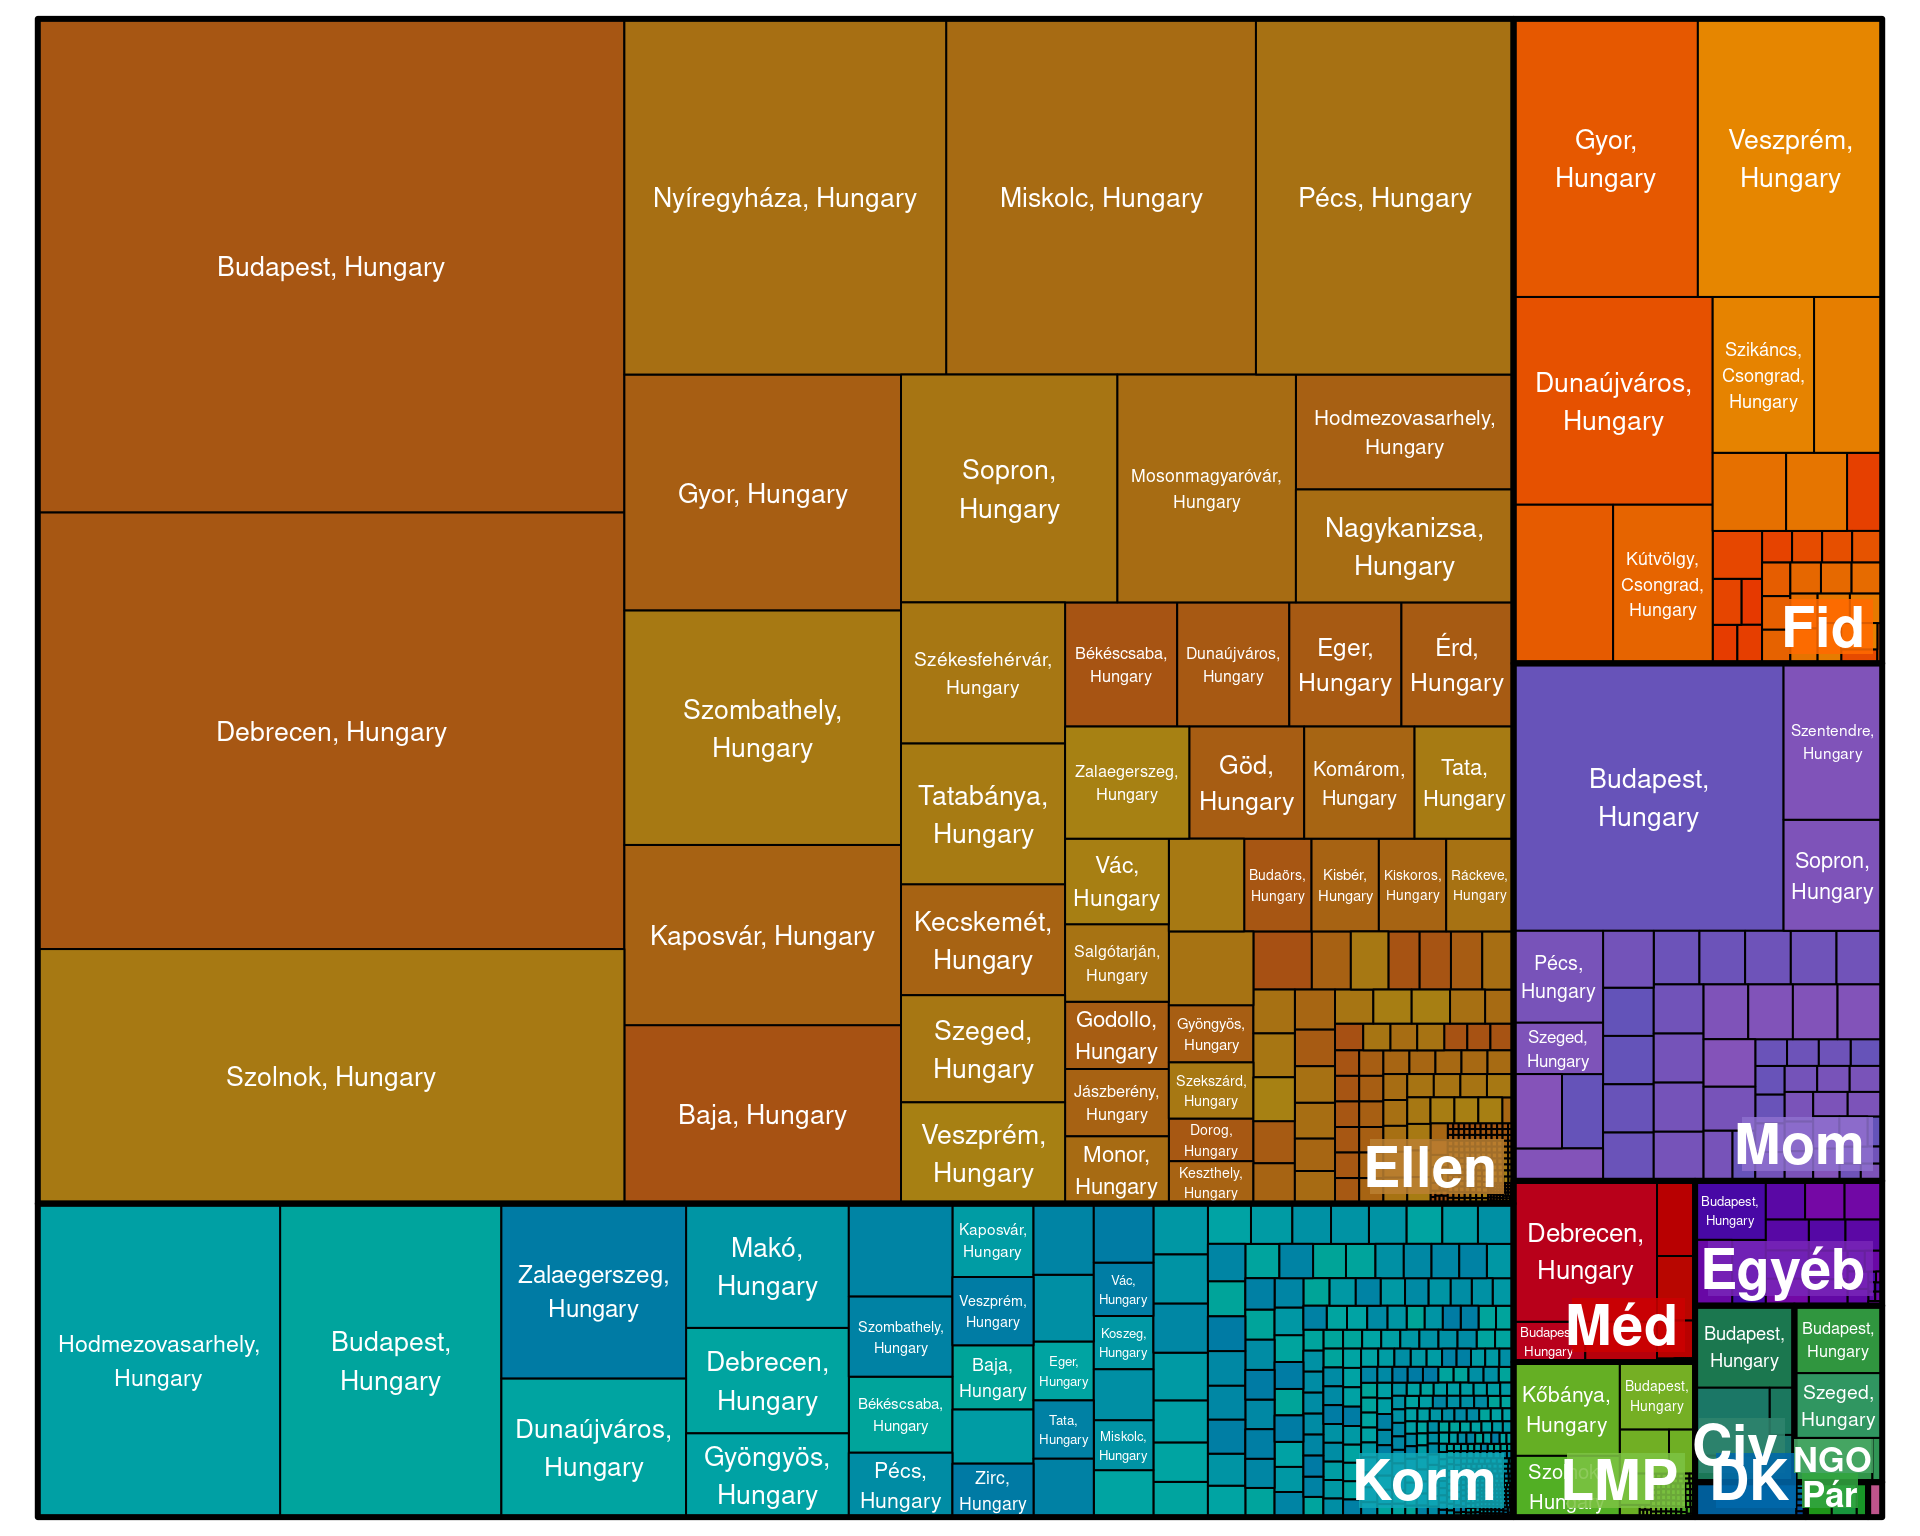 Budapest, Hungary
Debrecen, Hungary
Szolnok, Hungary
Nyíregyháza, Hungary
Miskolc, Hungary
Pécs, Hungary
Gyor, Hungary
Szombathely,
Hungary
Kaposvár, Hungary
Baja, Hungary
Sopron,
Hungary
Mosonmagyaróvár,
Hungary
Hodmezovasarhely,
Hungary
Nagykanizsa,
Hungary
Székesfehérvár,
Hungary
Tatabánya,
Hungary
Kecskemét,
Hungary
Szeged,
Hungary
Veszprém,
Hungary
Békéscsaba,
Hungary
Dunaújváros,
Hungary
Eger,
Hungary
Érd,
Hungary
Zalaegerszeg,
Hungary
Göd,
Hungary
Komárom,
Hungary
Tata,
Hungary
Vác,
Hungary
Salgótarján,
Hungary
Godollo,
Hungary
Jászberény,
Hungary
Monor,
Hungary
Budaörs,
Hungary
Kisbér,
Hungary
Kiskoros,
Hungary
Ráckeve,
Hungary
Gyöngyös,
Hungary
Szekszárd,
Hungary
Dorog,
Hungary
Keszthely,
Hungary
Ellen
Hodmezovasarhely,
Hungary
Budapest,
Hungary
Zalaegerszeg,
Hungary
Dunaújváros,
Hungary
Makó,
Hungary
Debrecen,
Hungary
Gyöngyös,
Hungary
Szombathely,
Hungary
Békéscsaba,
Hungary
Pécs,
Hungary
Kaposvár,
Hungary
Veszprém,
Hungary
Baja,
Hungary
Zirc,
Hungary
Eger,
Hungary
Tata,
Hungary
Vác,
Hungary
Koszeg,
Hungary
Miskolc,
Hungary
Korm
Gyor,
Hungary
Veszprém,
Hungary
Dunaújváros,
Hungary
Szikáncs,
Csongrad,
Hungary
Kútvölgy,
Csongrad,
Hungary
Fid
Budapest,
Hungary
Szentendre,
Hungary
Sopron,
Hungary
Pécs,
Hungary
Szeged,
Hungary
Mom
Debrecen,
Hungary
Budapest,
Hungary
Méd
Budapest,
Hungary
Egyéb
Kőbánya,
Hungary
Budapest,
Hungary
Szolnok,
Hungary
LMP
Budapest,
Hungary
Civ
DK
Budapest,
Hungary
Szeged,
Hungary
NGO
Pár